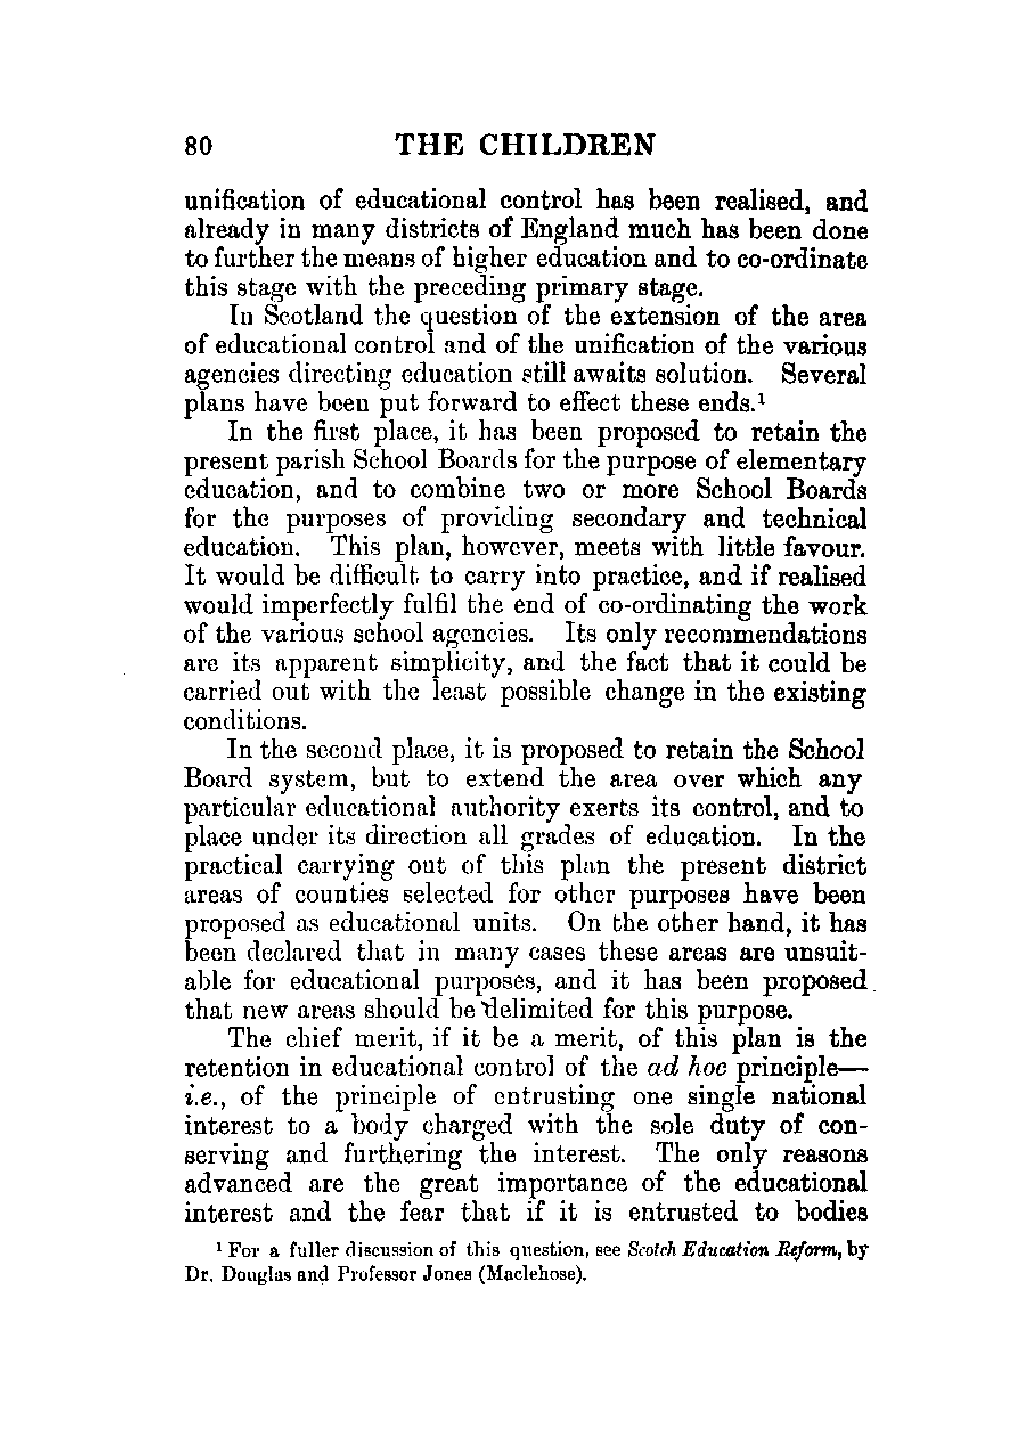 80 THE CHILDREN
unification of educational control has been realised, and
already in many districts of England much has been done
to further the means of higher education and to co-ordinate
this stage with the preceding primary stage.
In Scotland the question of the extension of the area
of educational control and of the unification of the various
agencies directing education still awaits solution. Several
plans have been put forward to effect these ends.¹
In the first place, it has been proposed to retain the
present parish School Boards for the purpose of elementary
education, and to combine two or more School Boards
for the purposes of providing secondary and technical
education. This plan, however, meets with little favour.
It would be difficult to carry into practice, and if realised
would imperfectly fulfil the end of co-ordinating the work
of the various school agencies. Its only recommendations
are its apparent simplicity, and the fact that it could be
carried out with the least possible change in the existing
conditions.
In the second place, it is proposed to retain the School
Board system, but to extend the area over which any
particular educational authority exerts its control, and to
place under its direction all grades of education. In the
practical carrying out of this plan the present district
areas of counties selected for other purposes have been
proposed as educational units. On the other hand, it has
been declared that in many cases these areas are unsuit-
able for educational purposes, and it has been proposed
that new areas should be delimited for this purpose.
The chief merit, if it be a merit, of this plan is the
retention in educational control of the ad hoc principle—
i.e., of the principle of entrusting one single national
interest to a body charged with the sole duty of con-
serving and furthering the interest. The only reasons
advanced are the great importance of the educational
interest and the fear that if it is entrusted to bodies
¹ For a fuller discussion of this question, see Scotch Education Reform, by
Dr. Douglas and Professor Jones (Maclehose).